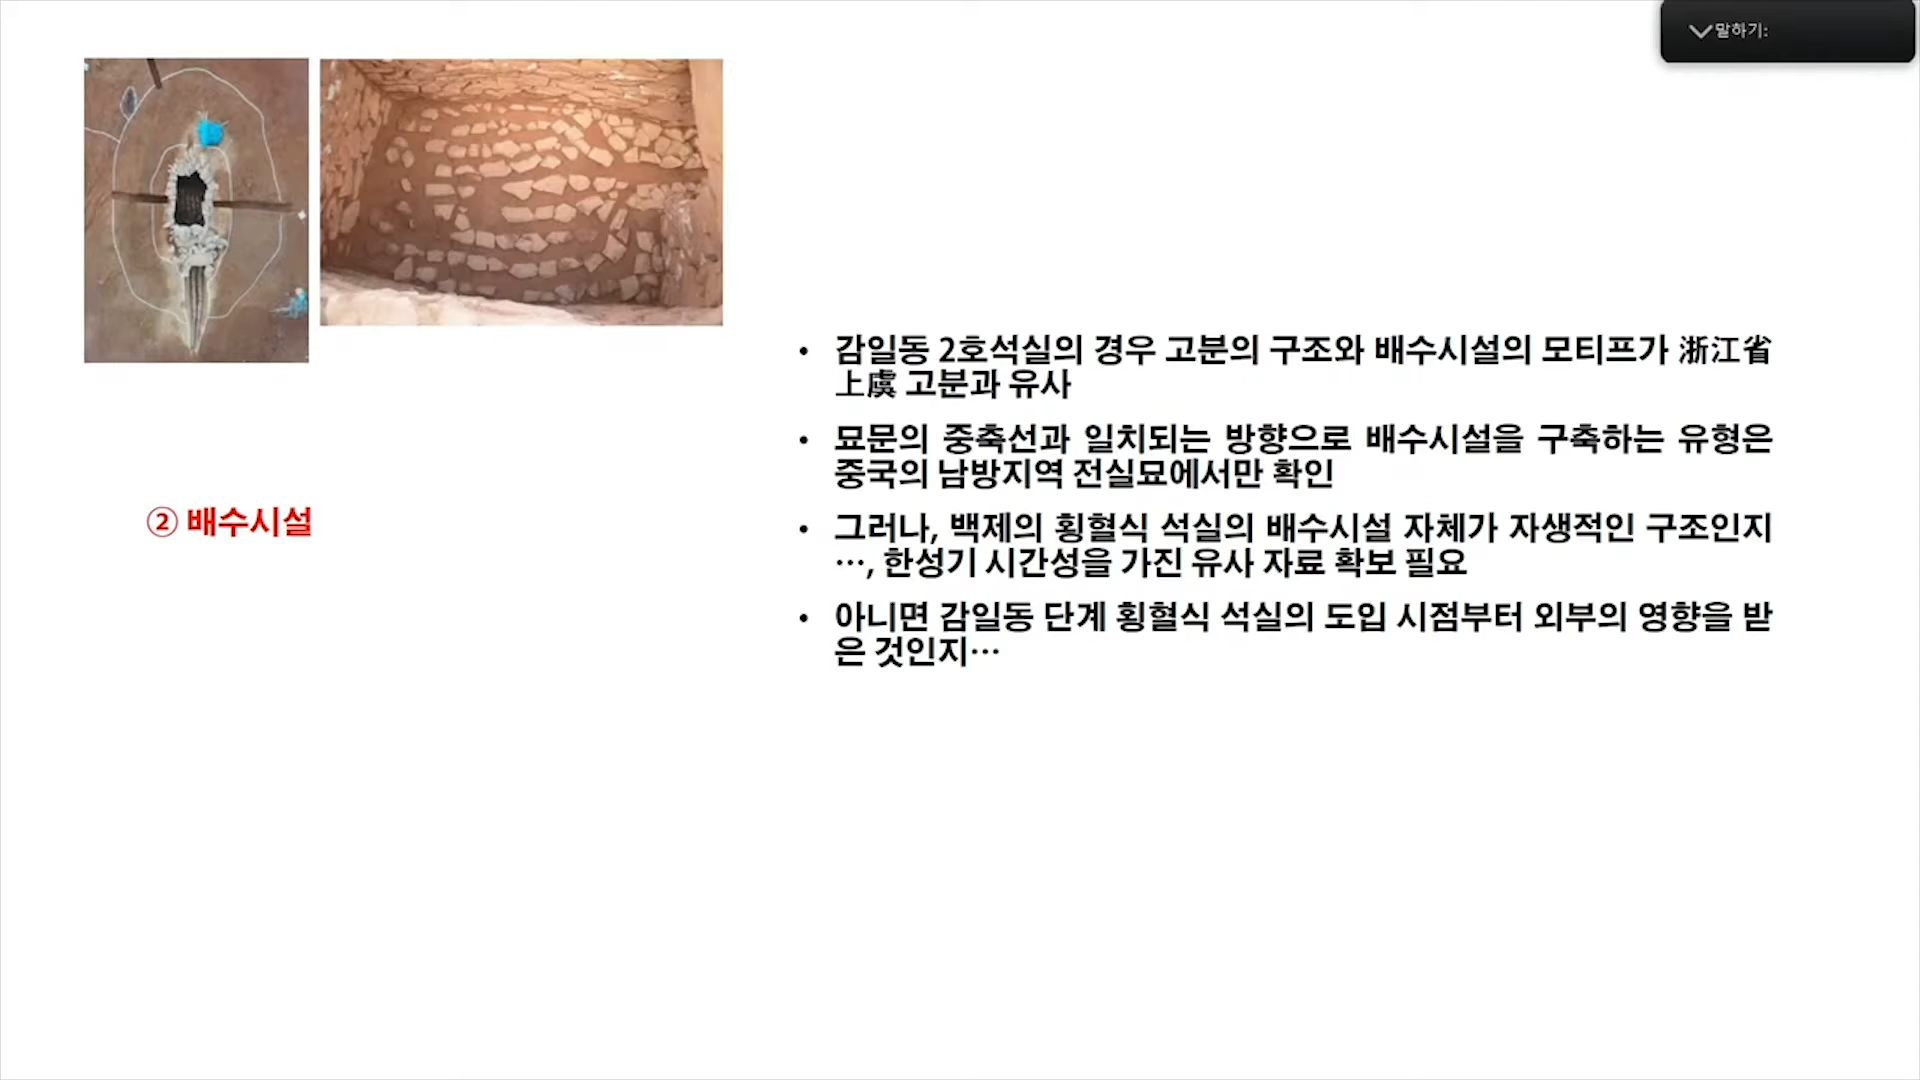 말하기:
② 배수시설
• 감일동 2호석실의 경우 고분의 구조와 배수시설의 모티프가 浙江省
上虞 고분과 유사
• 묘문의 중축선과 일치되는 방향으로 배수시설을 구축하는 유형은
중국의 남방지역 전실묘에서만 확인
• 그러나, 백제의 횡혈식 석실의 배수시설 자체가 자생적인 구조인지
…, 한성기 시간성을 가진 유사 자료 확보 필요
• 아니면 감일동 단계 횡혈식 석실의 도입 시점부터 외부의 영향을 받
은 것인지…